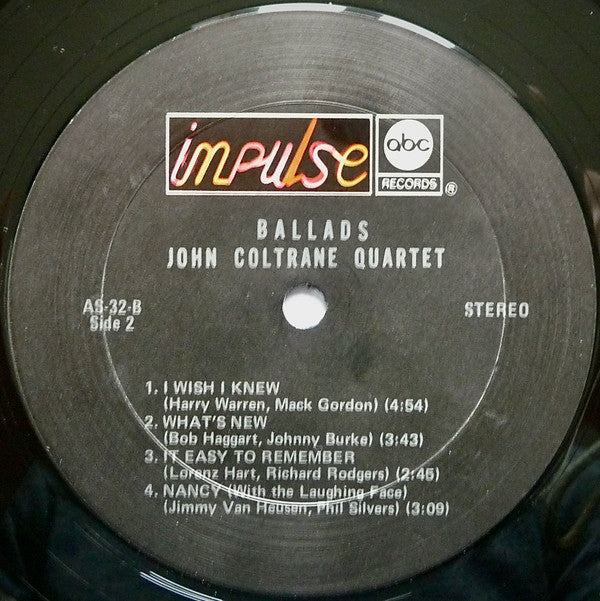 impulse
abc
RECORDS ®
BALLADS
JOHN COLTRANE QUARTET
AS-32-B
Side 2
STEREO
1. I WISH I KNEW
(Harry Warren, Mack Gordon) (4:54)
2. WHAT'S NEW
(Bob Haggart, Johnny Burke) (3:43)
3. IT EASY TO REMEMBER
(Lorenz Hart, Richard Rodgers) (2:45)
4. NANCY (With the Laughing Face)
(Jimmy Van Heusen, Phil Silvers) (3:09)